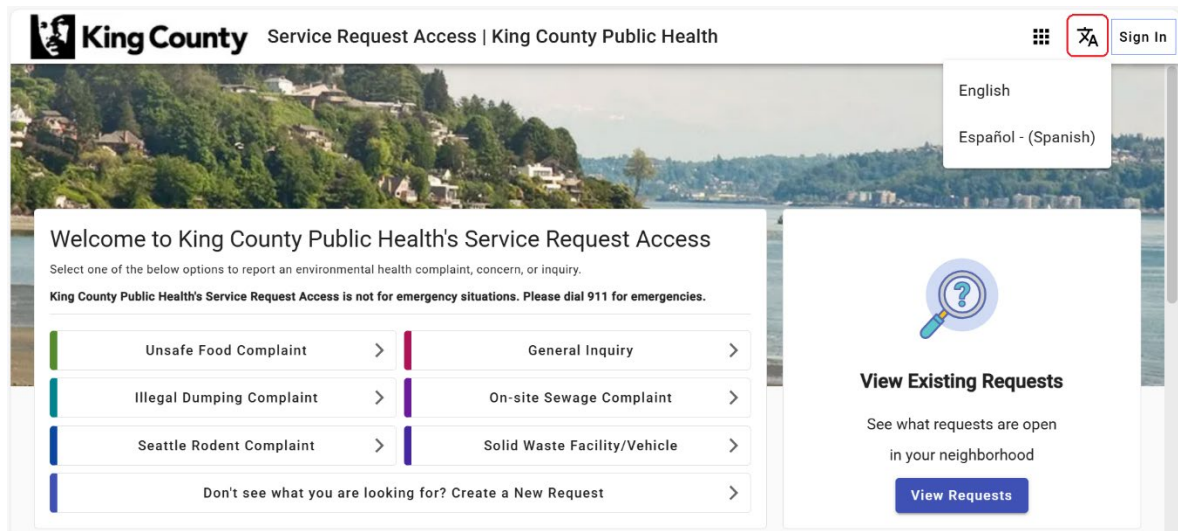 King County
Service Request Access | King County Public Health
Sign In
English
Español - (Spanish)
Welcome to King County Public Health's Service Request Access
Select one of the below options to report an environmental health complaint, concern, or inquiry.
King County Public Health's Service Request Access is not for emergency situations. Please dial 911 for emergencies.
Unsafe Food Complaint
General Inquiry
Illegal Dumping Complaint
On-site Sewage Complaint
Seattle Rodent Complaint
Solid Waste Facility/Vehicle
Don't see what you are looking for? Create a New Request
View Existing Requests
See what requests are open
in your neighborhood
View Requests